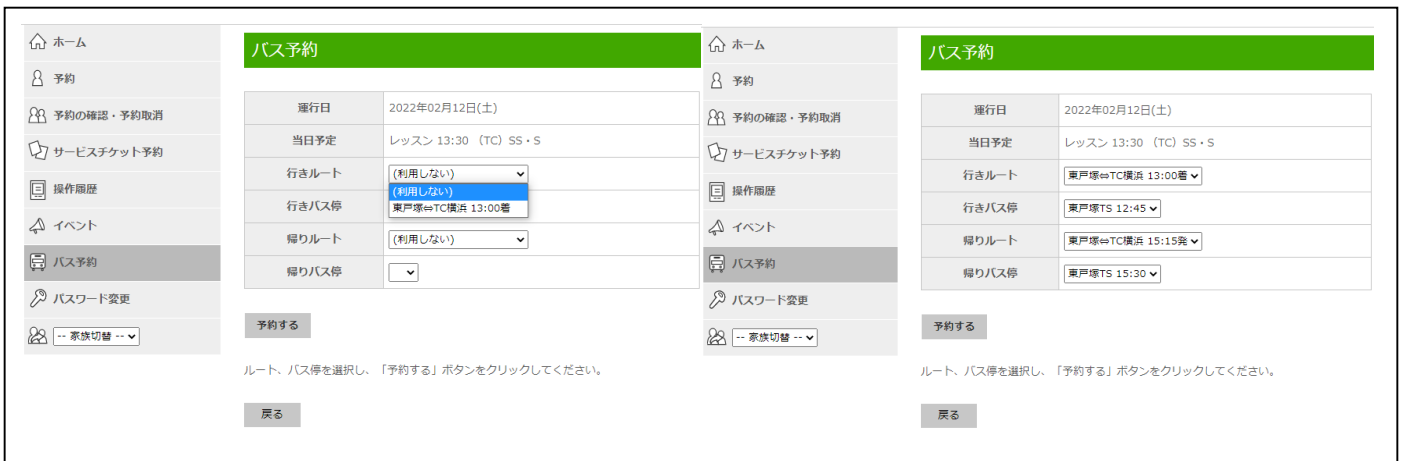 ホーム
予約
予約の確認・予約取消
サービスチケット予約
操作履歴
イベント
バス予約
パスワード変更
-- 家族切替 --
バス予約
運行日 2022年02月12日(土)
当日予定 レッスン 13:30 （TC）SS・S
行きルート (利用しない)
(利用しない)
行きバス停 東戸塚⇔TC横浜 13:00着
帰りルート (利用しない)
帰りバス停
予約する
ルート、バス停を選択し、「予約する」ボタンをクリックしてください。
戻る
ホーム
予約
予約の確認・予約取消
サービスチケット予約
操作履歴
イベント
バス予約
パスワード変更
-- 家族切替 --
バス予約
運行日 2022年02月12日(土)
当日予定 レッスン 13:30 （TC）SS・S
行きルート 東戸塚⇔TC横浜 13:00着
行きバス停 東戸塚TS 12:45
帰りルート 東戸塚⇔TC横浜 15:15発
帰りバス停 東戸塚TS 15:30
予約する
ルート、バス停を選択し、「予約する」ボタンをクリックしてください。
戻る